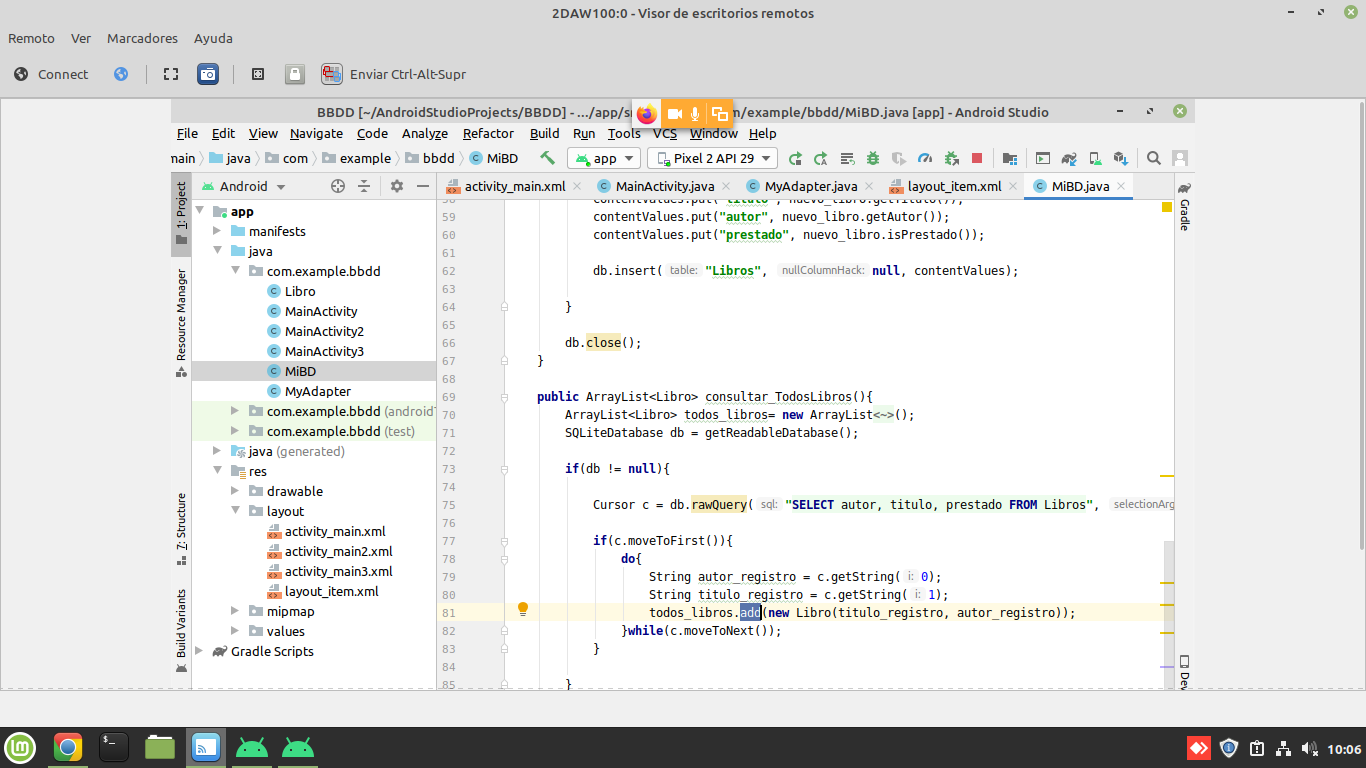 2DAW100:0 - Visor de escritorios remotos
Remoto Ver Marcadores Ayuda
Connect Enviar Ctrl-Alt-Supr
BBDD [~/AndroidStudioProjects/BBDD] - .../app/s m/example/bbdd/MiBD.java [app] - Android Studio
File Edit View Navigate Code Analyze Refactor Build Run Tools VCS Window Help
main java com example bbdd MiBD app Pixel 2 API 29
Android activity_main.xml MainActivity.java MyAdapter.java layout_item.xml MiBD.java
1: Project
Resource Manager
7: Structure
Build Variants
app
manifests
java
com.example.bbdd
Libro
MainActivity
MainActivity2
MainActivity3
MiBD
MyAdapter
com.example.bbdd (android
com.example.bbdd (test)
java (generated)
res
drawable
layout
activity_main.xml
activity_main2.xml
activity_main3.xml
layout_item.xml
mipmap
values
Gradle Scripts
58 contentValues.put("titulo", nuevo_libro.getTitulo());
59 contentValues.put("autor", nuevo_libro.getAutor());
60 contentValues.put("prestado", nuevo_libro.isPrestado());
61
62 db.insert( table: "Libros", nullColumnHack: null, contentValues);
63
64 }
65
66 db.close();
67 }
68
69 public ArrayList<Libro> consultar_TodosLibros(){
70 ArrayList<Libro> todos_libros= new ArrayList<~>();
71 SQLiteDatabase db = getReadableDatabase();
72
73 if(db != null){
74
75 Cursor c = db.rawQuery( sql: "SELECT autor, titulo, prestado FROM Libros", selectionArg
76
77 if(c.moveToFirst()){
78 do{
79 String autor_registro = c.getString( i: 0);
80 String titulo_registro = c.getString( i: 1);
81 todos_libros.add(new Libro(titulo_registro, autor_registro));
82 }while(c.moveToNext());
83 }
84
85 }
Gradle
Dev
10:06